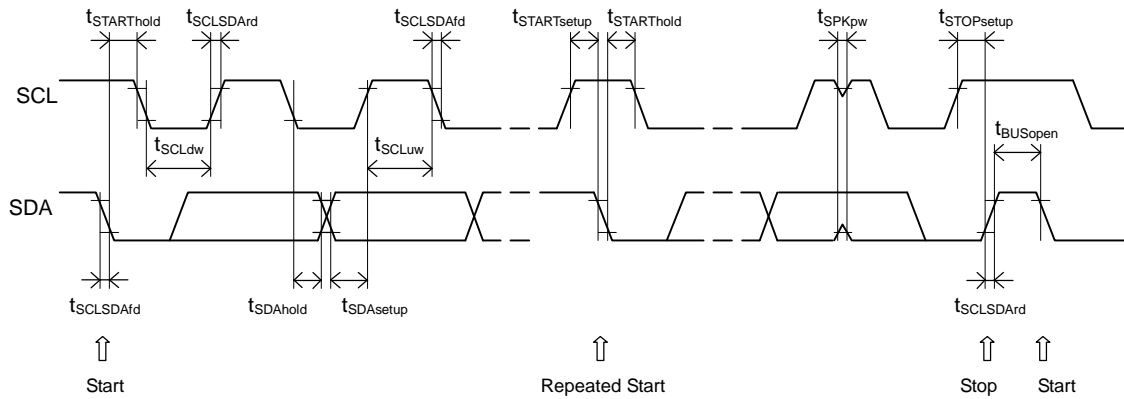 tSTARThold tSCLSDArd tSCLSDAfd tSTARTsetup tSTARThold tSPKpw tSTOPsetup
SCL
tSCLdw tSCLuw tBUSopen
SDA
tSCLSDAfd tSDAhold tSDAsetup tSCLSDArd
Start Repeated Start Stop Start